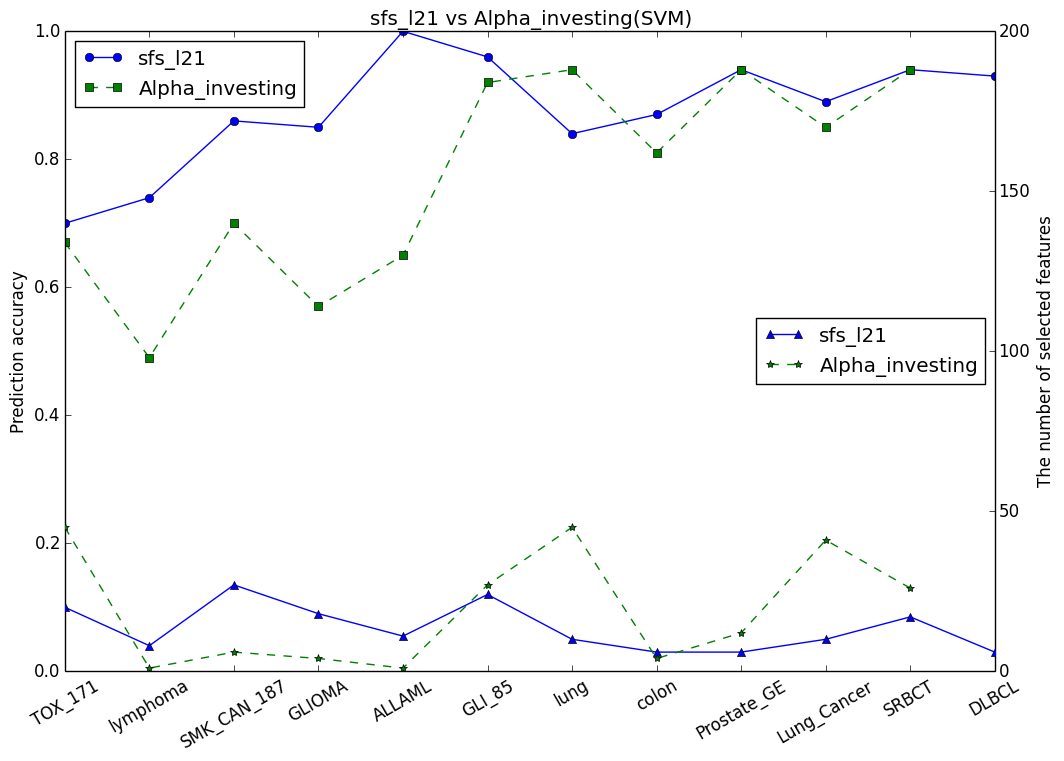 sfs_l21 vs Alpha_investing(SVM)
sfs_l21
Alpha_investing
sfs_l21
Alpha_investing
Prediction accuracy
1.0
0.8
0.6
0.4
0.2
0.0
The number of selected features
200
150
100
50
0
TOX_171
lymphoma
SMK_CAN_187
GLIOMA
ALLAML
GLI_85
lung
colon
Prostate_GE
Lung_Cancer
SRBCT
DLBCL